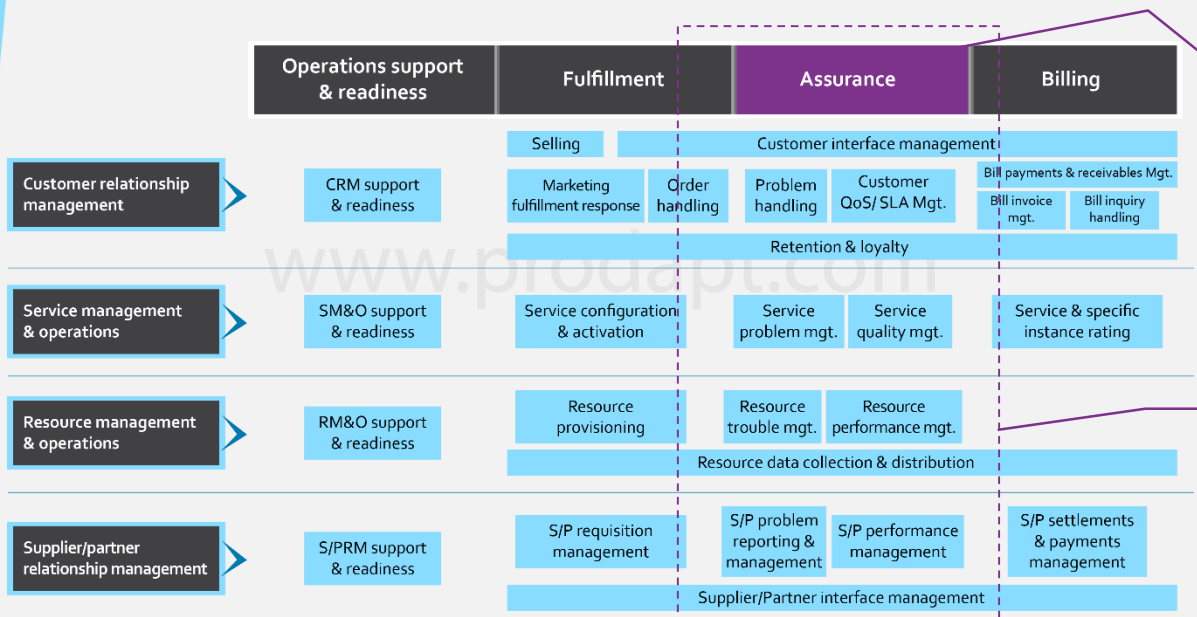 Operations support
& readiness
Fulfillment
Assurance
Billing
Selling
Customer interface management
Customer relationship
management
CRM support
& readiness
Marketing
fulfillment response
Order
handling
Problem
handling
Customer
QoS/ SLA Mgt.
Bill payments & receivables Mgt.
Bill invoice
mgt.
Bill inquiry
handling
Retention & loyalty
www.prodapt.com
Service management
& operations
SM&O support
& readiness
Service configuration
& activation
Service
problem mgt.
Service
quality mgt.
Service & specific
instance rating
Resource management
& operations
RM&O support
& readiness
Resource
provisioning
Resource
trouble mgt.
Resource
performance mgt.
Resource data collection & distribution
Supplier/partner
relationship management
S/PRM support
& readiness
S/P requisition
management
S/P problem
reporting &
management
S/P performance
management
S/P settlements
& payments
management
Supplier/Partner interface management